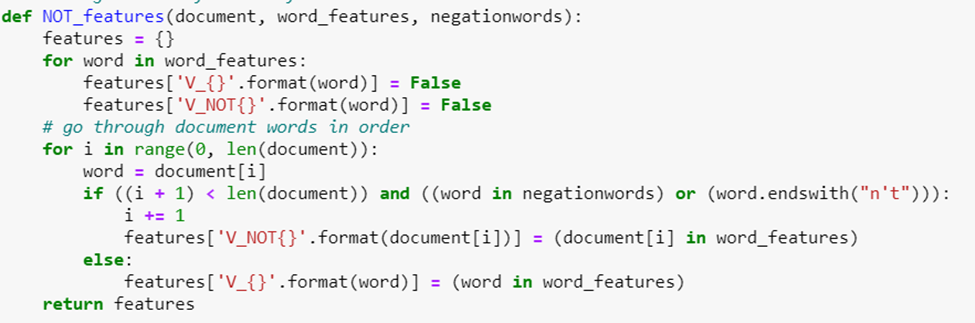 def NOT_features(document, word_features, negationwords):
    features = {}
    for word in word_features:
        features['V_{}'.format(word)] = False
        features['V_NOT{}'.format(word)] = False
    # go through document words in order
    for i in range(0, len(document)):
        word = document[i]
        if ((i + 1) < len(document)) and ((word in negationwords) or (word.endswith("n't"))):
            i += 1
            features['V_NOT{}'.format(document[i])] = (document[i] in word_features)
        else:
            features['V_{}'.format(word)] = (word in word_features)
    return features